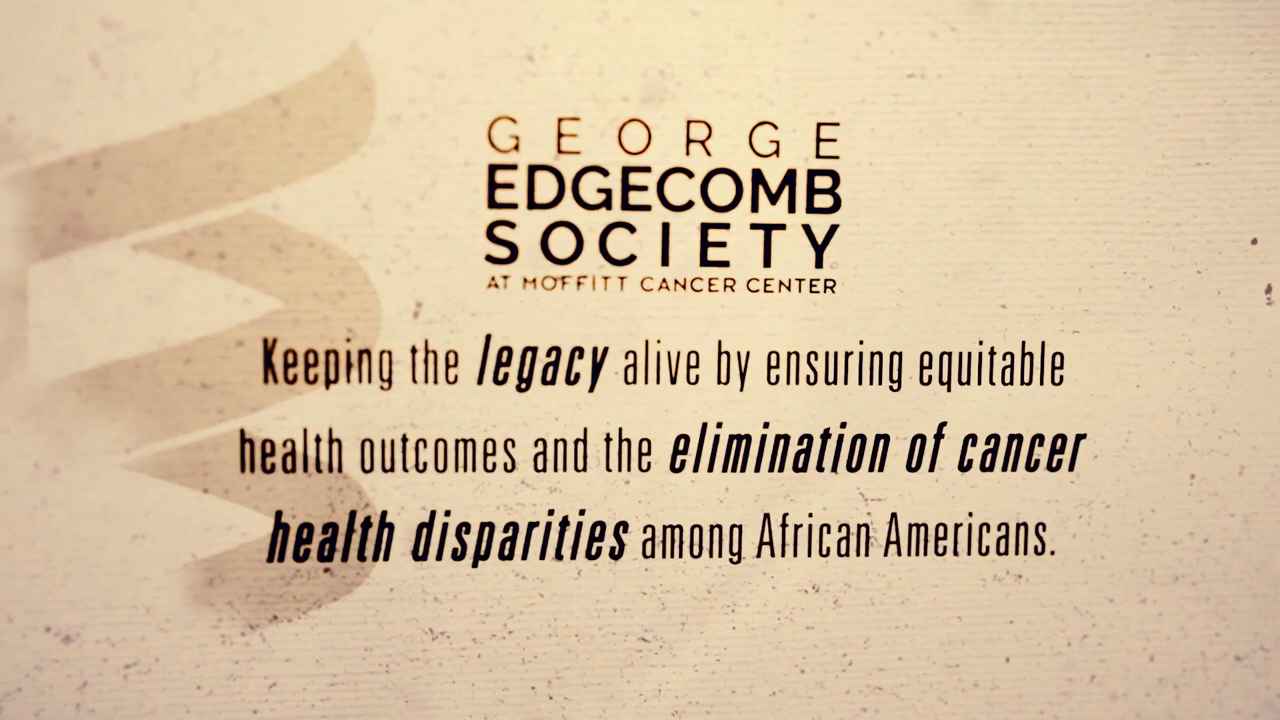 GEORGE
EDGECOMB
SOCIETY
AT MOFFITT CANCER CENTER
Keeping the legacy alive by ensuring equitable
health outcomes and the elimination of cancer
health disparities among African Americans.